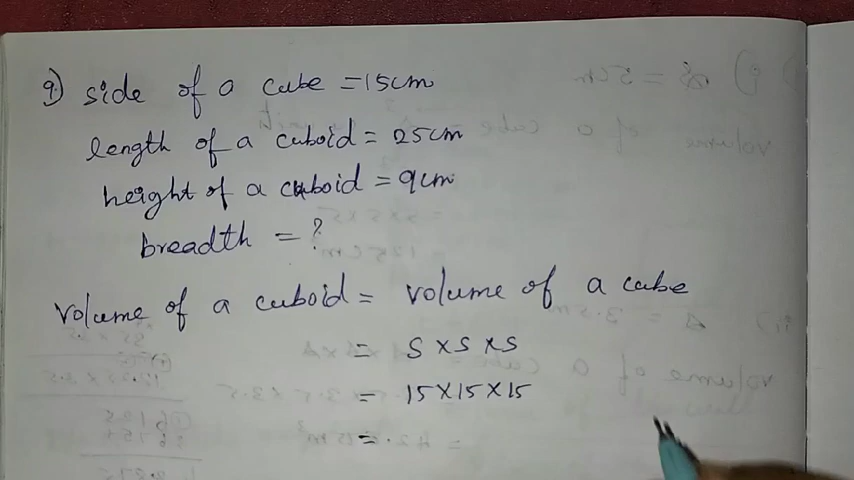 9) side of a cube = 15cm
length of a cuboid = 25cm
height of a cuboid = 9cm
breadth = ?
volume of a cuboid = volume of a cube
= S × S × S
= 15 × 15 × 15
=